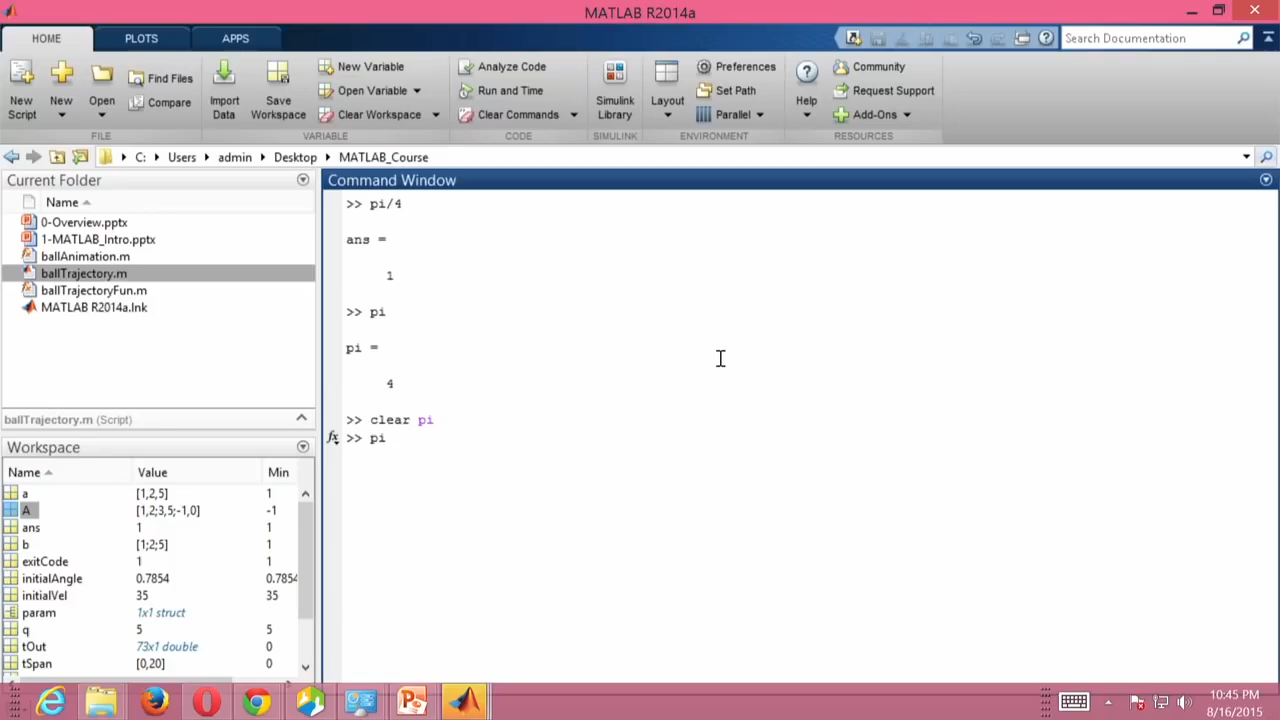 MATLAB R2014a
HOME PLOTS APPS
Search Documentation
New Script
New
Open
Find Files
Compare
FILE
Import Data
Save Workspace
New Variable
Open Variable
Clear Workspace
VARIABLE
Analyze Code
Run and Time
Clear Commands
CODE
Simulink Library
SIMULINK
Layout
Preferences
Set Path
Parallel
ENVIRONMENT
Help
Community
Request Support
Add-Ons
RESOURCES
C: Users admin Desktop MATLAB_Course
Current Folder
Name
0-Overview.pptx
1-MATLAB_Intro.pptx
ballAnimation.m
ballTrajectory.m
ballTrajectoryFun.m
MATLAB R2014a.lnk
ballTrajectory.m (Script)
Workspace
Name Value Min
a [1,2,5] 1
A [1,2;3,5;-1,0] -1
ans 1 1
b [1;2;5] 1
exitCode 1 1
initialAngle 0.7854 0.7854
initialVel 35 35
param 1x1 struct
q 5 5
tOut 73x1 double 0
tSpan [0,20] 0
Command Window
>> pi/4
ans =
1
>> pi
pi =
4
>> clear pi
fx >> pi
10:45 PM
8/16/2015